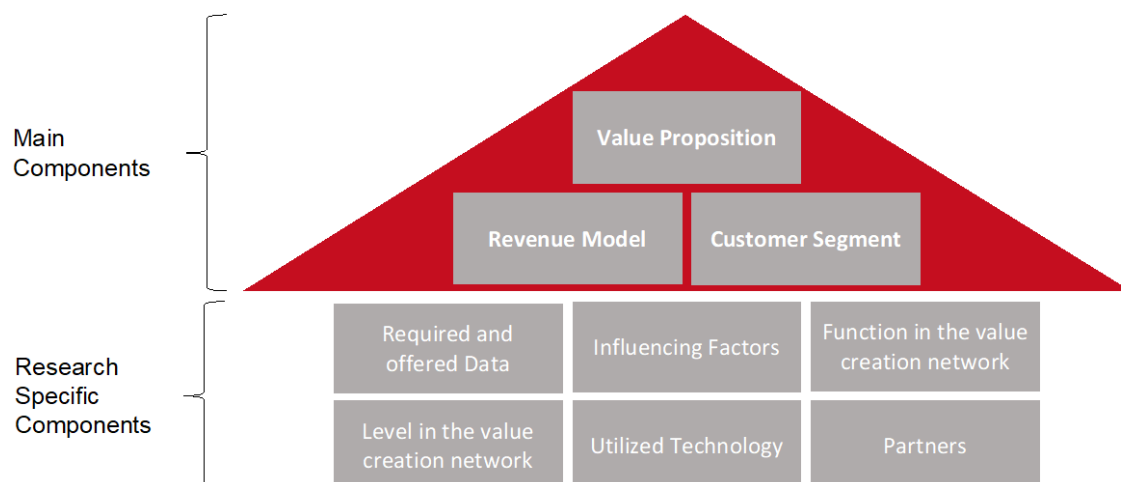 Main
Components
Value Proposition
Revenue Model
Customer Segment
Research
Specific
Components
Required and
offered Data
Influencing Factors
Function in the value
creation network
Level in the value
creation network
Utilized Technology
Partners